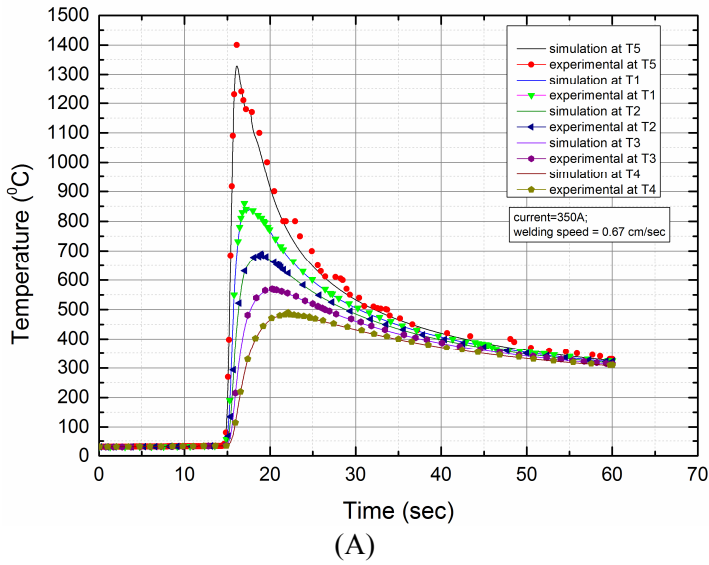 1500
1400
1300
1200
1100
1000
900
800
700
600
500
400
300
200
100
0
Temperature (⁰C)
simulation at T5
experimental at T5
simulation at T1
experimental at T1
simulation at T2
experimental at T2
simulation at T3
experimental at T3
simulation at T4
experimental at T4
current=350A;
welding speed = 0.67 cm/sec
0 10 20 30 40 50 60 70
Time (sec)
(A)